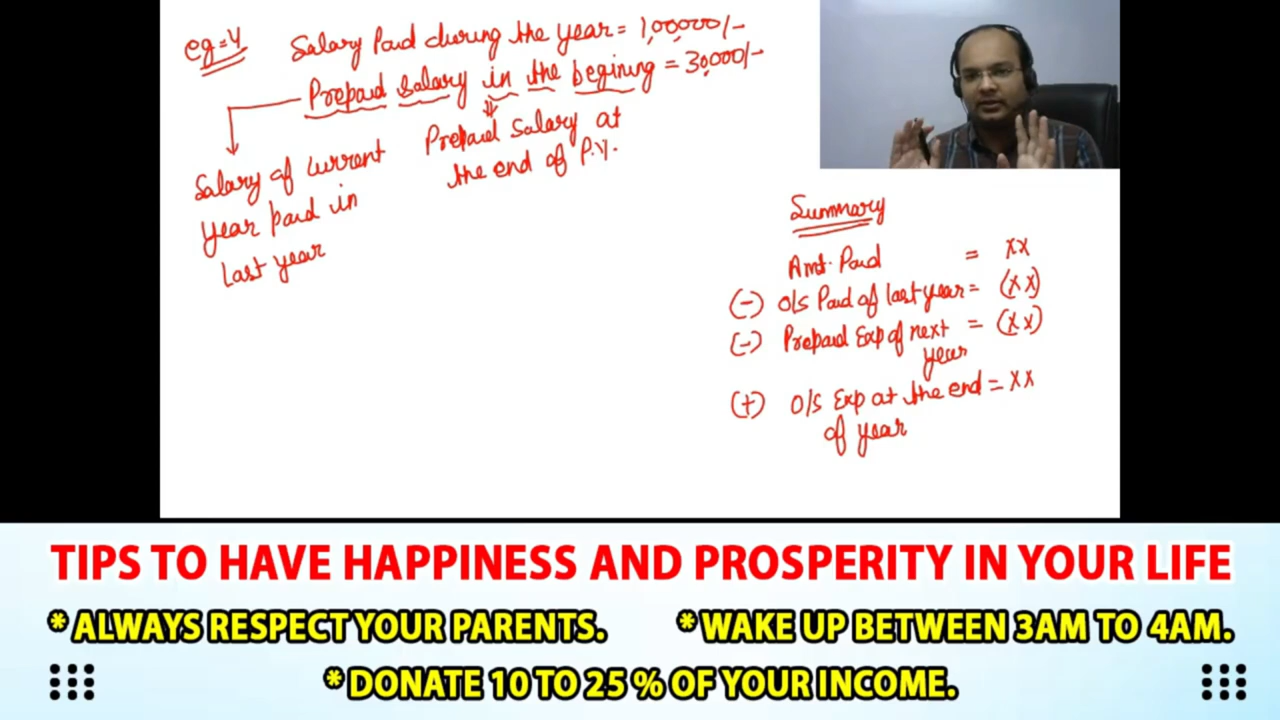 eg=4
Salary Paid during the year = 1,00,000/-
Prepaid salary in the begining = 30,000/-
Salary of current
year paid in
last year
Prepaid Salary at
the end of P.Y.
Summary
Amt. Paid = xx
(-) O/s Paid of last year = (xx)
(-) Prepaid Exp of next = (xx)
year
(+) O/s Exp at the end = xx
of year
TIPS TO HAVE HAPPINESS AND PROSPERITY IN YOUR LIFE
* ALWAYS RESPECT YOUR PARENTS. * WAKE UP BETWEEN 3AM TO 4AM.
* DONATE 10 TO 25 % OF YOUR INCOME.